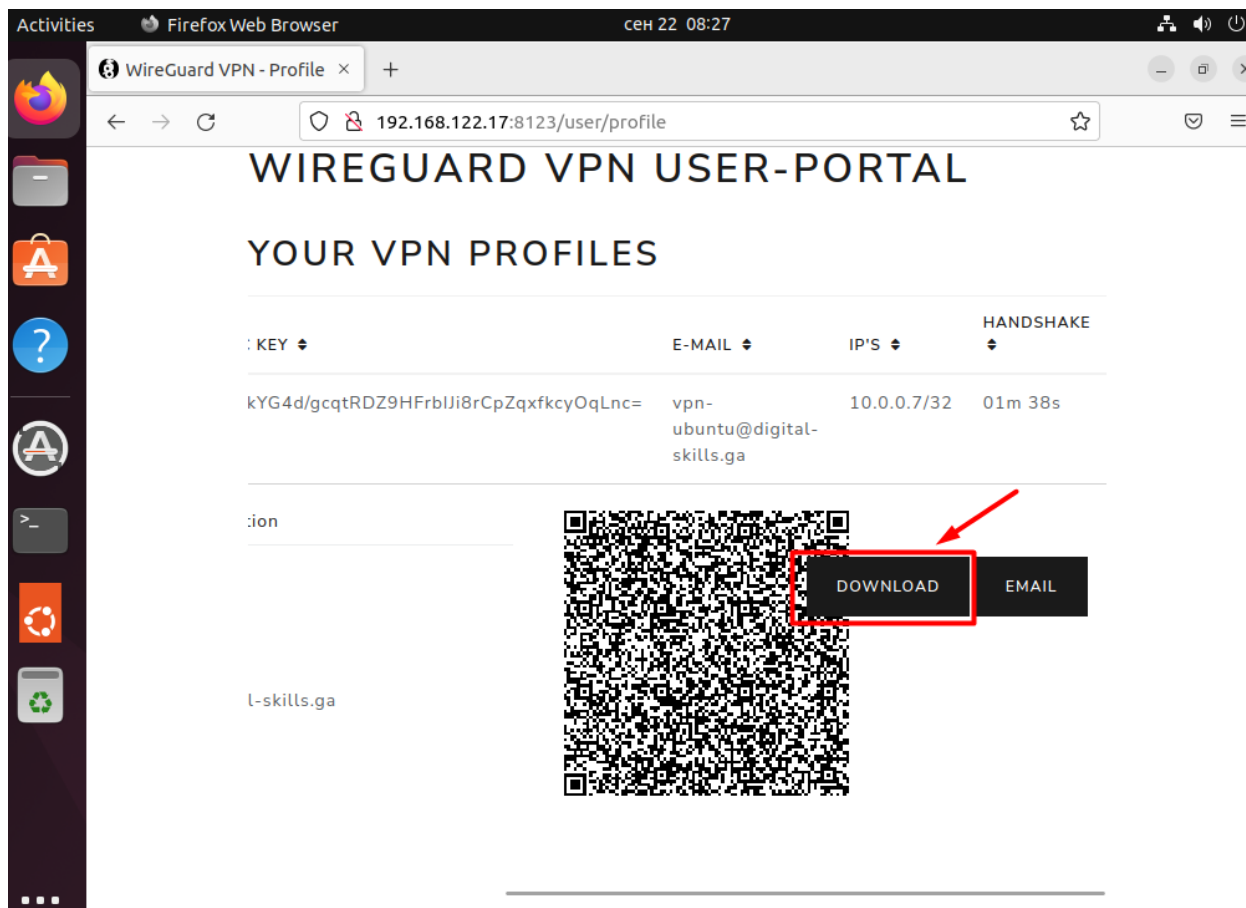 Activities Firefox Web Browser сен 22 08:27
WireGuard VPN - Profile
192.168.122.17:8123/user/profile
WIREGUARD VPN USER-PORTAL
YOUR VPN PROFILES
HANDSHAKE
: KEY E-MAIL IP'S
kYG4d/gcqtRDZ9HFrbIJi8rCpZqxfkcyOqLnc= vpn- 10.0.0.7/32 01m 38s
ubuntu@digital-
skills.ga
tion
DOWNLOAD EMAIL
l-skills.ga